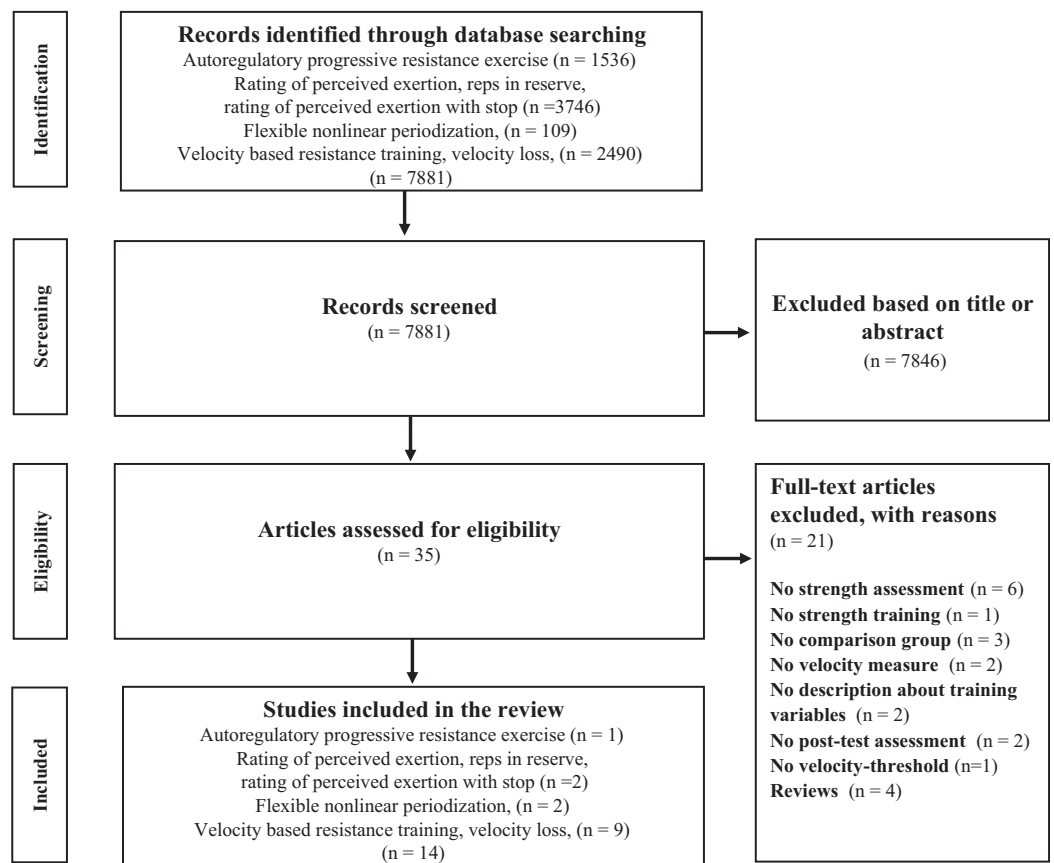 Identification
Records identified through database searching
Autoregulatory progressive resistance exercise (n = 1536)
Rating of perceived exertion, reps in reserve,
rating of perceived exertion with stop (n =3746)
Flexible nonlinear periodization, (n = 109)
Velocity based resistance training, velocity loss, (n = 2490)
(n = 7881)
Screening
Records screened
(n = 7881)
Excluded based on title or
abstract
(n = 7846)
Eligibility
Articles assessed for eligibility
(n = 35)
Full-text articles
excluded, with reasons
(n = 21)
No strength assessment (n = 6)
No strength training (n = 1)
No comparison group (n = 3)
No velocity measure (n = 2)
No description about training
variables (n = 2)
No post-test assessment (n = 2)
No velocity-threshold (n=1)
Reviews (n = 4)
Included
Studies included in the review
Autoregulatory progressive resistance exercise (n = 1)
Rating of perceived exertion, reps in reserve,
rating of perceived exertion with stop (n =2)
Flexible nonlinear periodization, (n = 2)
Velocity based resistance training, velocity loss, (n = 9)
(n = 14)